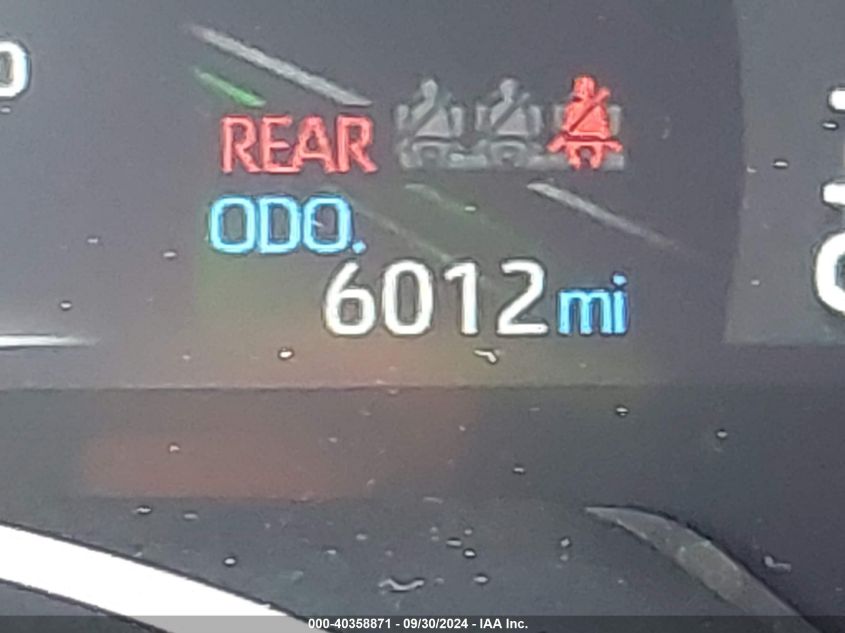 REAR
ODO.
6012mi
000-40358871 - 09/30/2024 - IAA Inc.